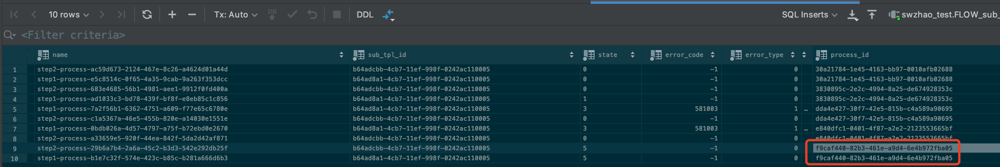 10 rows Tx: Auto DB DDL SQL Inserts swzhao_test.FLOW_sub_
<Filter criteria>
name sub_tpl_id state error_code error_type process_id
1 step2-process-ac59d673-2124-467e-8c26-a4624d01a44d b64adcbb-4cb7-11ef-998f-0242ac110005 0 -1 0 30a21784-1e45-4163-bb97-0010afb02688
2 step1-process-e5c8514c-0f65-4a35-9cab-9a263f353dcc b64ad8a1-4cb7-11ef-998f-0242ac110005 0 -1 0 30a21784-1e45-4163-bb97-0010afb02688
3 step2-process-683e4685-56b1-4981-aee1-9912f0fd400a b64adcbb-4cb7-11ef-998f-0242ac110005 0 -1 0 3830895c-2e2c-4994-8a25-de674928353c
4 step1-process-ad1033c3-bd78-439f-bf8f-e8eb85c1c856 b64ad8a1-4cb7-11ef-998f-0242ac110005 1 -1 0 3830895c-2e2c-4994-8a25-de674928353c
5 step1-process-7a2f56b1-6362-4751-a609-f77e65c6780e b64ad8a1-4cb7-11ef-998f-0242ac110005 3 581003 1 … dda4e427-30f7-42e5-815b-c4a589a90695
6 step2-process-c1a5367a-46e5-455b-820e-a14030e1551e b64adcbb-4cb7-11ef-998f-0242ac110005 0 -1 0 dda4e427-30f7-42e5-815b-c4a589a90695
7 step1-process-0bdb026a-4d57-4797-a75f-b72ebd0e2670 b64ad8a1-4cb7-11ef-998f-0242ac110005 3 581003 1 … e840dfc1-0401-4f87-a2e2-2123553665bf
8 step2-process-a33659e5-920f-44ea-842f-5da2d42af871 b64adcbb-4cb7-11ef-998f-0242ac110005 0 -1 0 e840dfc1-0401-4f87-a2e2-2123553665bf
9 step2-process-29b6a7b4-2a6a-45c2-b3d3-542e292db25f b64adcbb-4cb7-11ef-998f-0242ac110005 5 -1 0 f9caf440-82b3-461e-a9d4-6e4b972fba05
10 step1-process-b1e7c32f-574e-423c-b85c-b281a666d6b3 b64ad8a1-4cb7-11ef-998f-0242ac110005 5 -1 0 f9caf440-82b3-461e-a9d4-6e4b972fba05